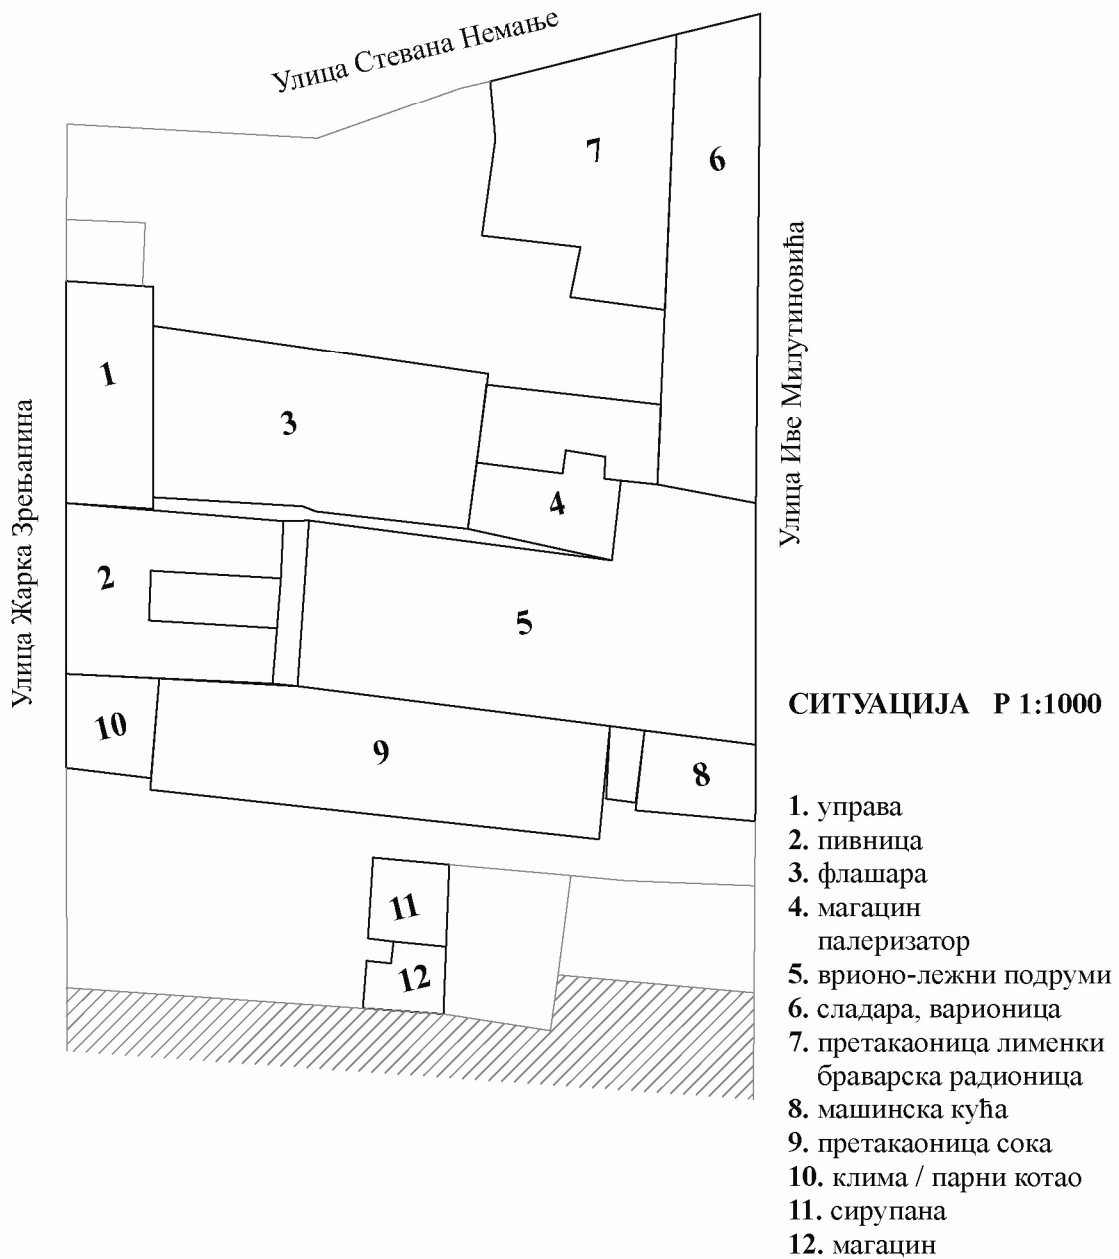 Улица Стевана Немање
7
6
Улица Иве Милутиновића
1
3
4
Улица Жарка Зрењанина
2
5
10
9
8
11
12
СИТУАЦИЈА Р 1:1000
1. управа
2. пивница
3. флашара
4. магацин
палеризатор
5. врионо-лежни подруми
6. сладара, варионица
7. претакаоница лименки
браварска радионица
8. машинска кућа
9. претакаоница сока
10. клима / парни котао
11. сирупана
12. магацин